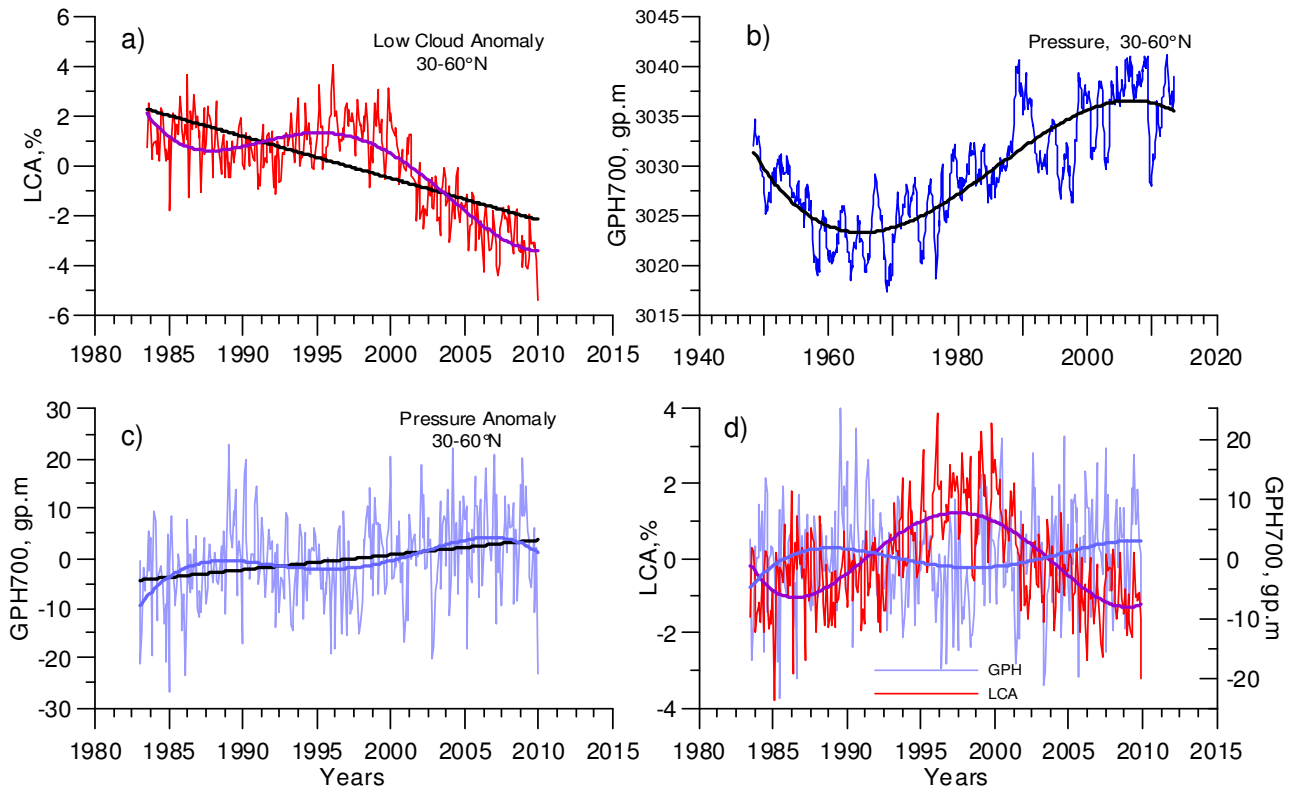 a)
Low Cloud Anomaly
30-60°N
LCA,%
6
4
2
0
-2
-4
-6
1980 1985 1990 1995 2000 2005 2010 2015
b)
Pressure, 30-60°N
GPH700, gp.m
3045
3040
3035
3030
3025
3020
3015
1940 1960 1980 2000 2020
c)
Pressure Anomaly
30-60°N
GPH700, gp.m
30
20
10
0
-10
-20
-30
1980 1985 1990 1995 2000 2005 2010 2015
Years
d)
LCA,%
4
2
0
-2
-4
GPH700, gp.m
20
10
0
-10
-20
GPH
LCA
1980 1985 1990 1995 2000 2005 2010 2015
Years